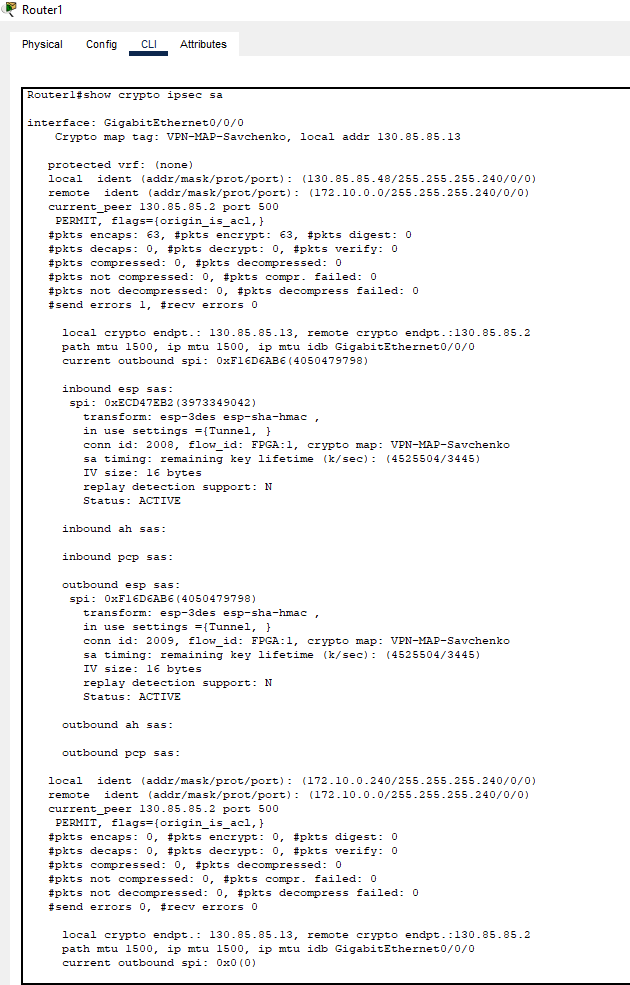 Router1
Physical Config CLI Attributes
Router1#show crypto ipsec sa
interface: GigabitEthernet0/0/0
Crypto map tag: VPN-MAP-Savchenko, local addr 130.85.85.13
protected vrf: (none)
local ident (addr/mask/prot/port): (130.85.85.48/255.255.255.240/0/0)
remote ident (addr/mask/prot/port): (172.10.0.0/255.255.255.240/0/0)
current_peer 130.85.85.2 port 500
PERMIT, flags={origin_is_acl,}
#pkts encaps: 63, #pkts encrypt: 63, #pkts digest: 0
#pkts decaps: 0, #pkts decrypt: 0, #pkts verify: 0
#pkts compressed: 0, #pkts decompressed: 0
#pkts not compressed: 0, #pkts compr. failed: 0
#pkts not decompressed: 0, #pkts decompress failed: 0
#send errors 1, #recv errors 0
local crypto endpt.: 130.85.85.13, remote crypto endpt.:130.85.85.2
path mtu 1500, ip mtu 1500, ip mtu idb GigabitEthernet0/0/0
current outbound spi: 0xF16D6AB6(4050479798)
inbound esp sas:
spi: 0xECD47EB2(3973349042)
transform: esp-3des esp-sha-hmac ,
in use settings ={Tunnel, }
conn id: 2008, flow_id: FPGA:1, crypto map: VPN-MAP-Savchenko
sa timing: remaining key lifetime (k/sec): (4525504/3445)
IV size: 16 bytes
replay detection support: N
Status: ACTIVE
inbound ah sas:
inbound pcp sas:
outbound esp sas:
spi: 0xF16D6AB6(4050479798)
transform: esp-3des esp-sha-hmac ,
in use settings ={Tunnel, }
conn id: 2009, flow_id: FPGA:1, crypto map: VPN-MAP-Savchenko
sa timing: remaining key lifetime (k/sec): (4525504/3445)
IV size: 16 bytes
replay detection support: N
Status: ACTIVE
outbound ah sas:
outbound pcp sas:
local ident (addr/mask/prot/port): (172.10.0.240/255.255.255.240/0/0)
remote ident (addr/mask/prot/port): (172.10.0.0/255.255.255.240/0/0)
current_peer 130.85.85.2 port 500
PERMIT, flags={origin_is_acl,}
#pkts encaps: 0, #pkts encrypt: 0, #pkts digest: 0
#pkts decaps: 0, #pkts decrypt: 0, #pkts verify: 0
#pkts compressed: 0, #pkts decompressed: 0
#pkts not compressed: 0, #pkts compr. failed: 0
#pkts not decompressed: 0, #pkts decompress failed: 0
#send errors 0, #recv errors 0
local crypto endpt.: 130.85.85.13, remote crypto endpt.:130.85.85.2
path mtu 1500, ip mtu 1500, ip mtu idb GigabitEthernet0/0/0
current outbound spi: 0x0(0)